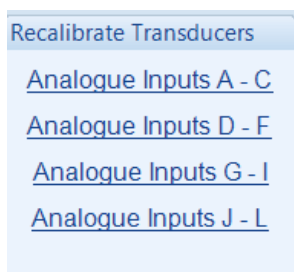 Recalibrate Transducers
Analogue Inputs A - C
Analogue Inputs D - F
Analogue Inputs G - I
Analogue Inputs J - L